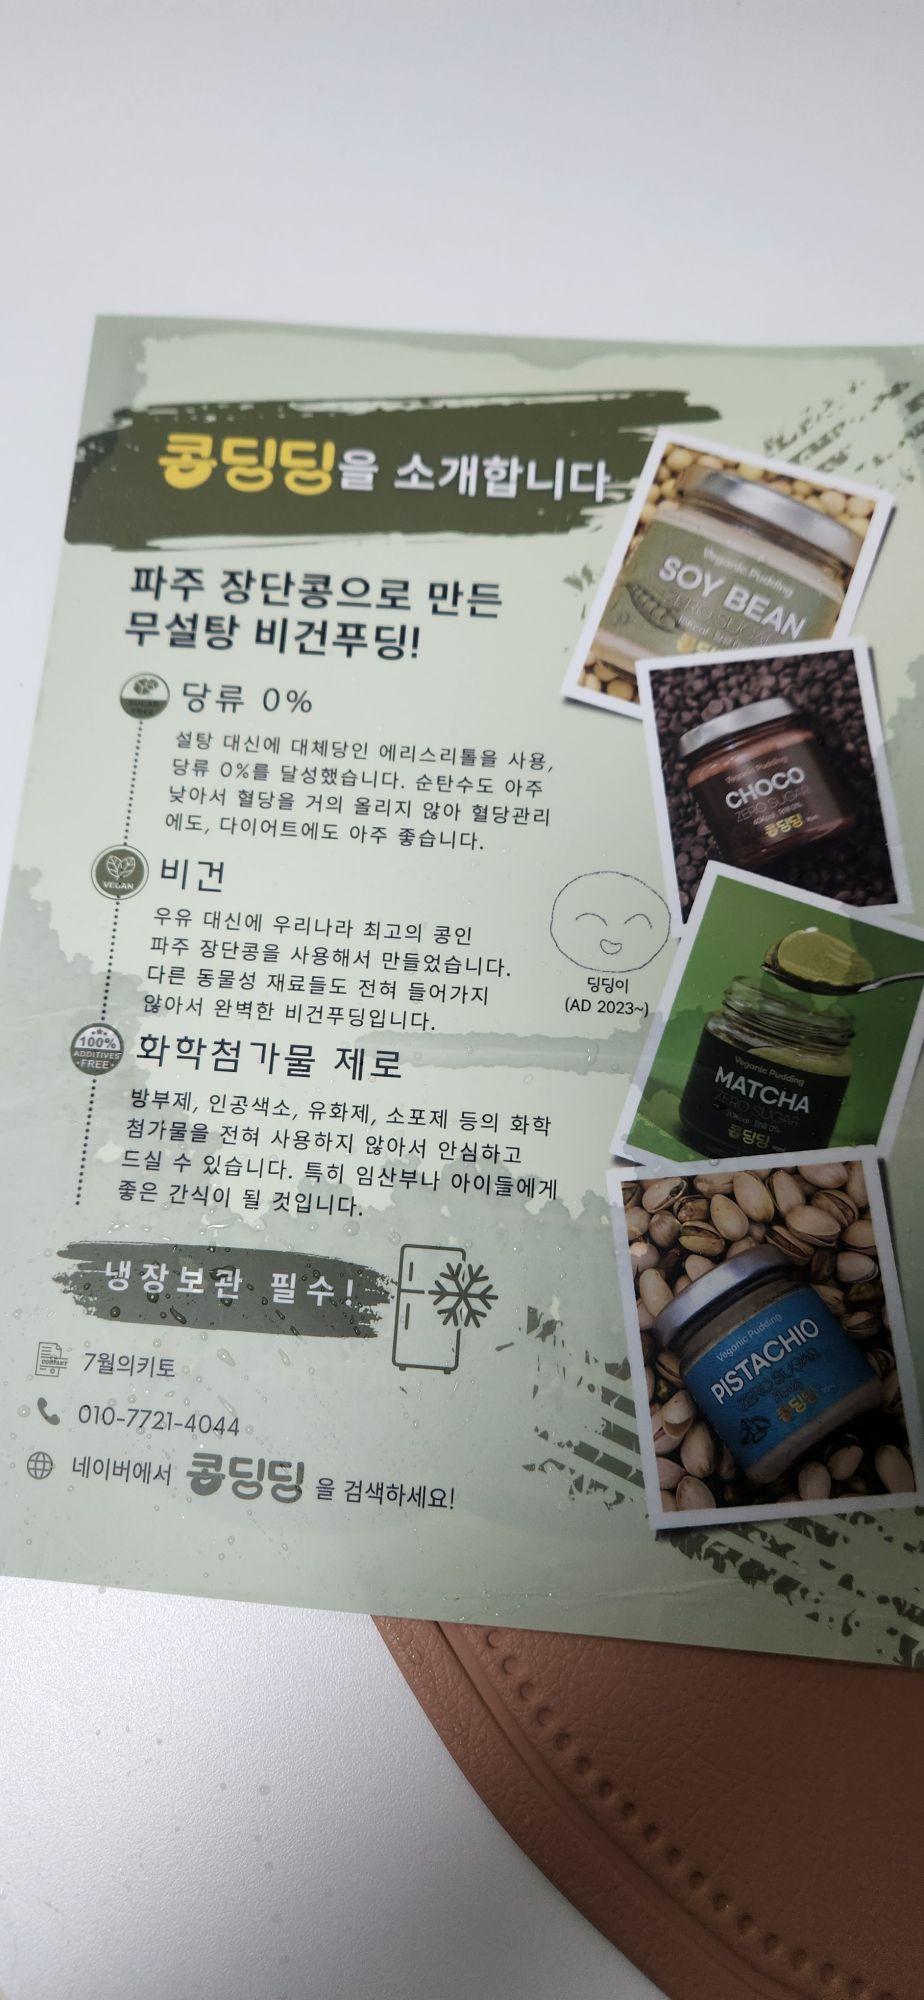 콩딩딩을 소개합니다
파주 장단콩으로 만든
무설탕 비건푸딩!
SUGAR
FREE
당류 0%
설탕 대신에 대체당인 에리스리톨을 사용,
당류 0%를 달성했습니다. 순탄수도 아주
낮아서 혈당을 거의 올리지 않아 혈당관리
에도, 다이어트에도 아주 좋습니다.
VEGAN
비건
우유 대신에 우리나라 최고의 콩인
파주 장단콩을 사용해서 만들었습니다.
다른 동물성 재료들도 전혀 들어가지
않아서 완벽한 비건푸딩입니다.
딩딩이
(AD 2023~)
100%
ADDITIVES
FREE
화학첨가물 제로
방부제, 인공색소, 유화제, 소포제 등의 화학
첨가물을 전혀 사용하지 않아서 안심하고
드실 수 있습니다. 특히 임산부나 아이들에게
좋은 간식이 될 것입니다.
냉장보관 필수!
COMPANY
7월의키토
010-7721-4044
네이버에서 콩딩딩을 검색하세요!
Veganic Pudding
SOY BEAN
ZERO SUGAR
콩딩
Veganic Pudding
CHOCO
ZERO SUGAR
콩딩딩
Veganic Pudding
MATCHA
ZERO SUGAR
콩딩딩
Veganic Pudding
PISTACHIO
ZERO SUGAR
콩딩딩